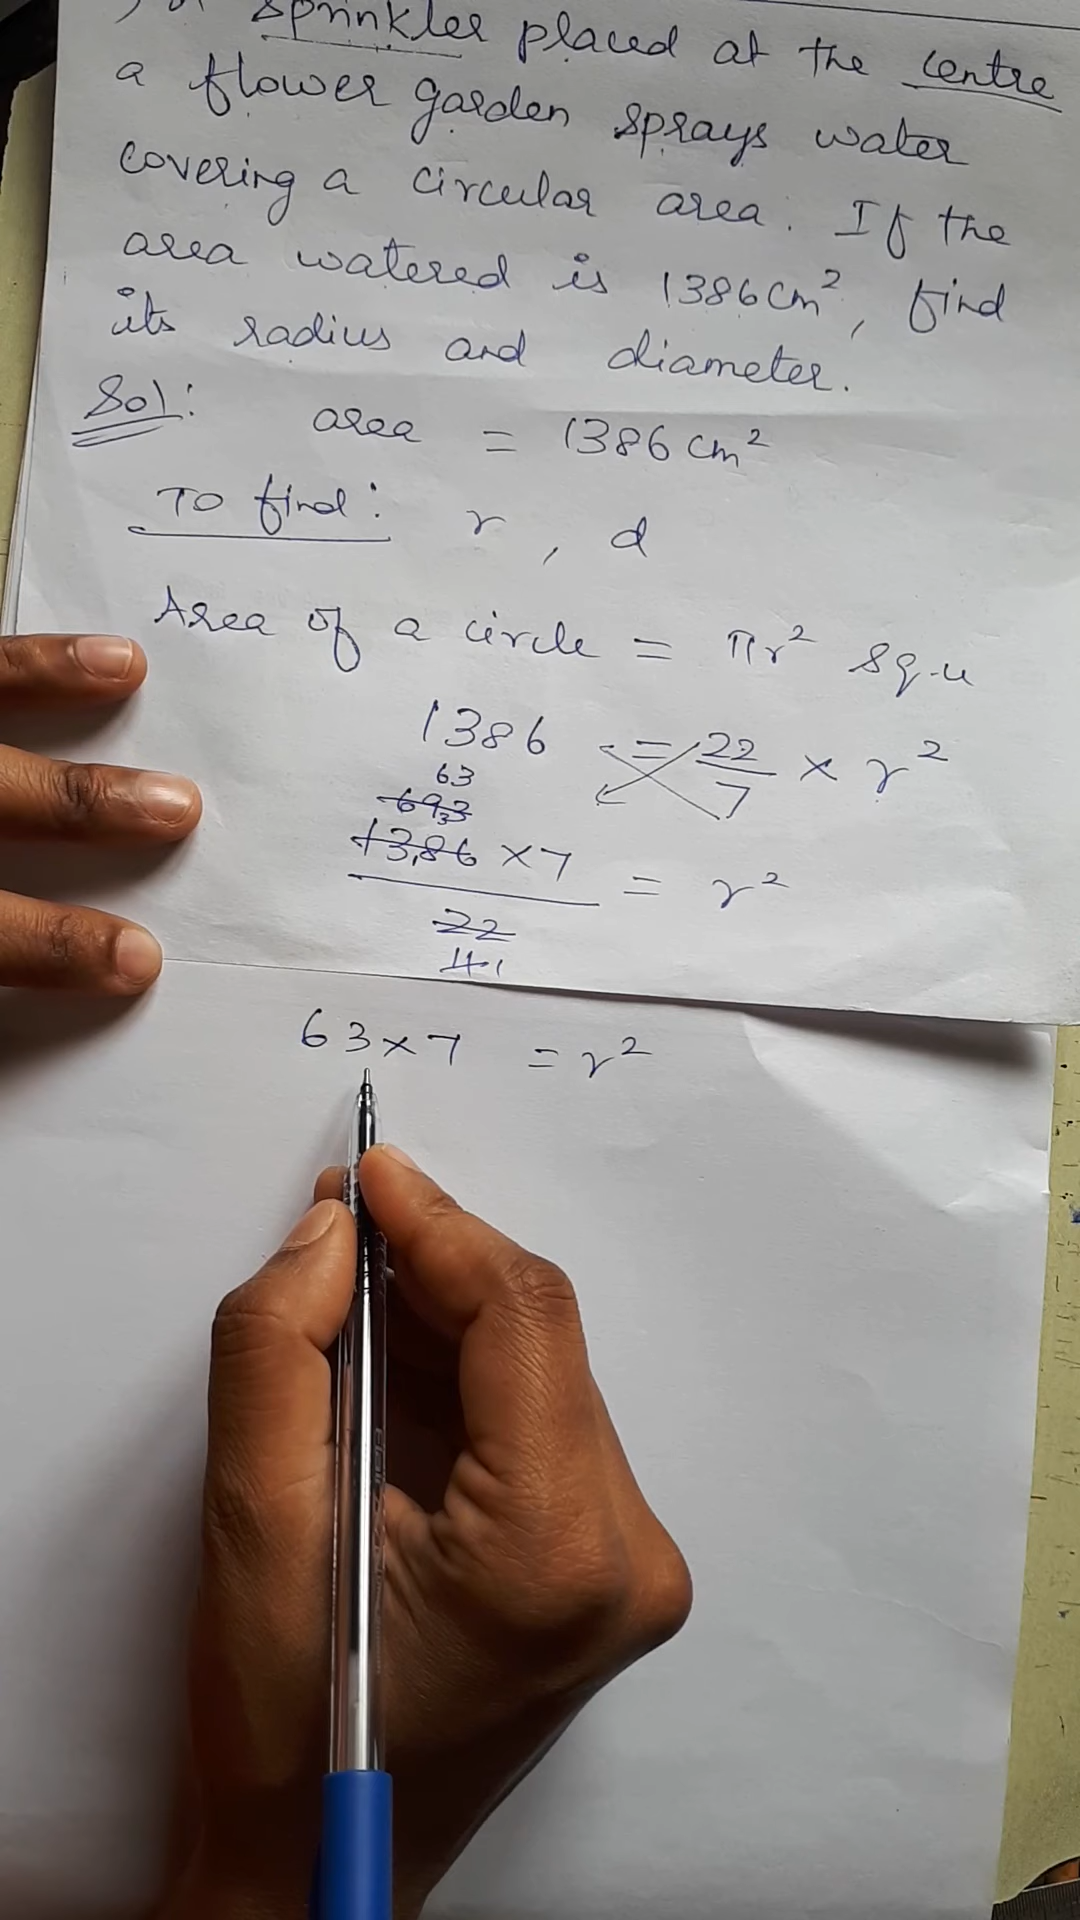 sprinkler placed at the centre
a flower garden sprays water
covering a circular area. If the
area watered is 1386cm², find
its radius and diameter.
Sol: area = 1386 cm²
To find: r, d
Area of a circle = πr² sq.u
1386 = 22/7 × r²
63
693
1386 × 7 = r²
22
11 1
63×7 = r²